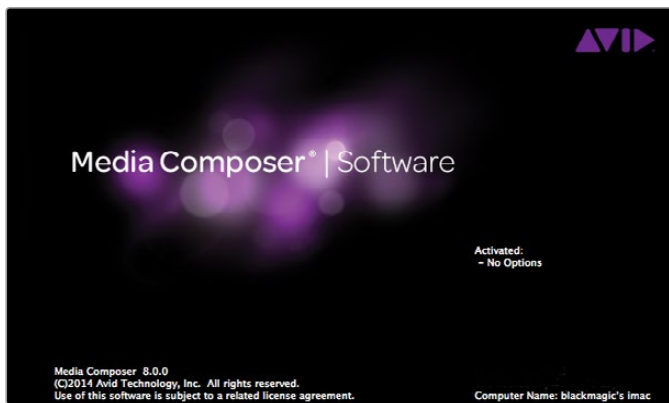 AVID
Media Composer® | Software
Activated:
- No Options
Media Composer 8.0.0
(C)2014 Avid Technology, Inc. All rights reserved.
Use of this software is subject to a related license agreement.
Computer Name: blackmagic's imac